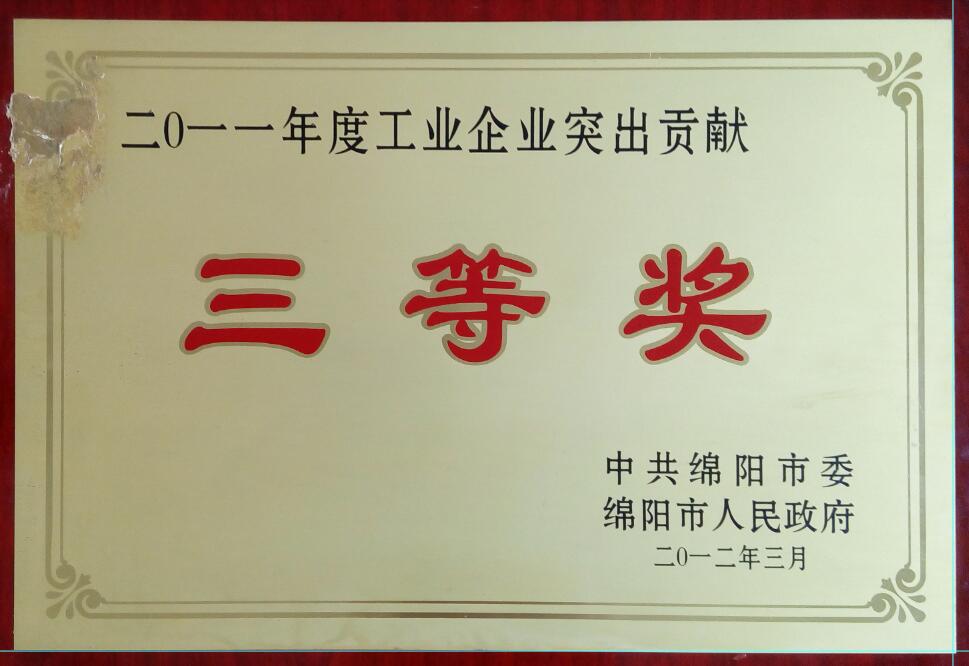 二0一一年度工业企业突出贡献
三等奖
中共绵阳市委
绵阳市人民政府
二0一二年三月